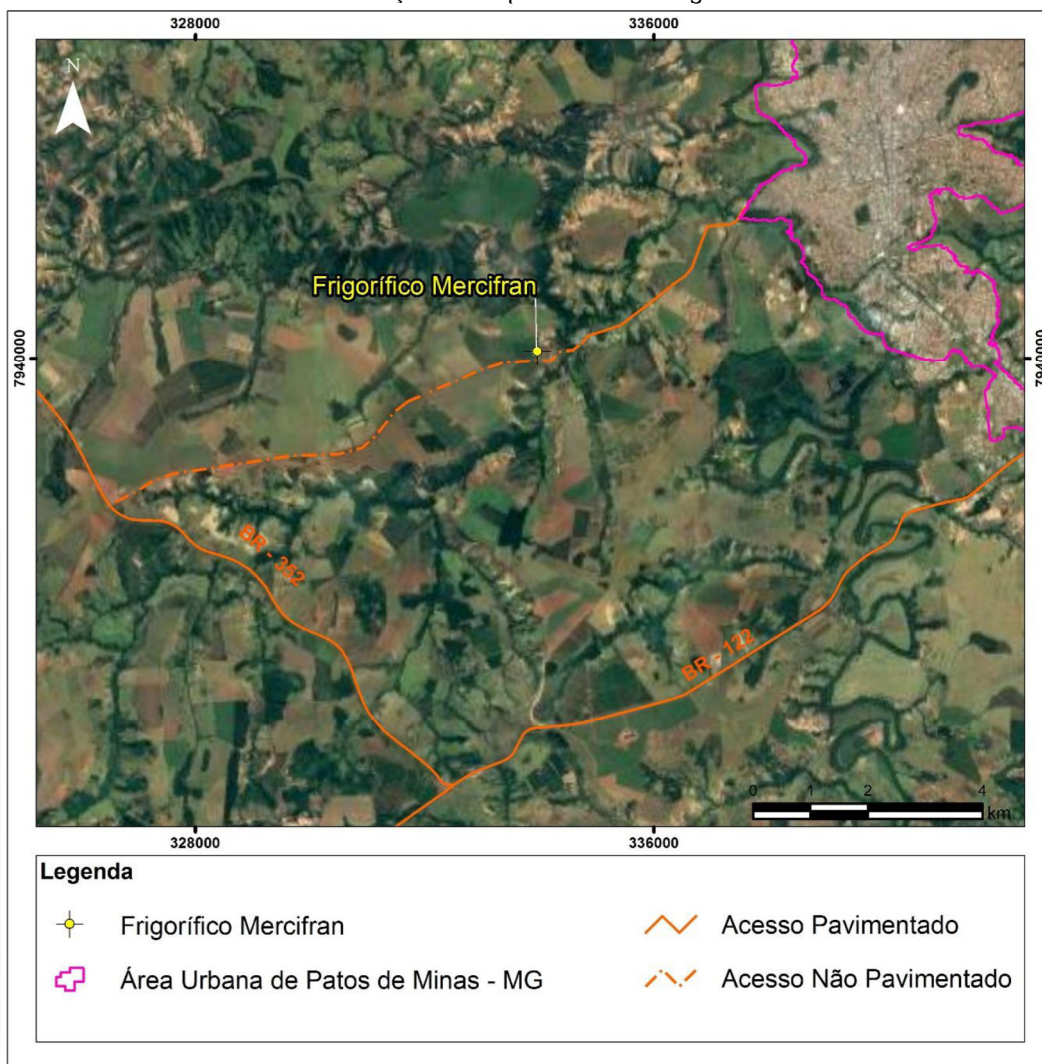 328000
336000
N
Frigorífico Mercifran
7940000
7940000
BR - 352
BR - 122
0
2
4
km
328000
336000
Legenda
Frigorífico Mercifran
Acesso Pavimentado
Área Urbana de Patos de Minas - MG
Acesso Não Pavimentado